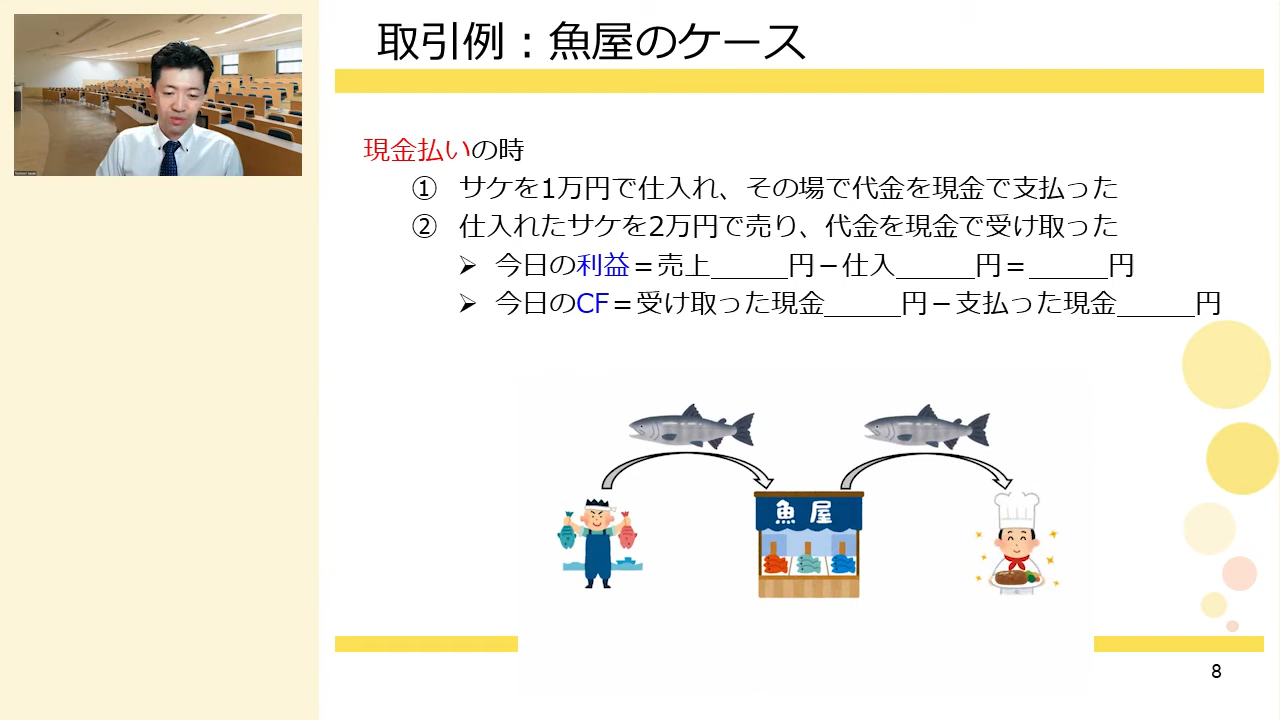 取引例：魚屋のケース
現金払いの時
① サケを1万円で仕入れ、その場で代金を現金で支払った
② 仕入れたサケを2万円で売り、代金を現金で受け取った
➢ 今日の利益＝売上______円－仕入______円＝______円
➢ 今日のCF＝受け取った現金______円－支払った現金______円
魚屋
8